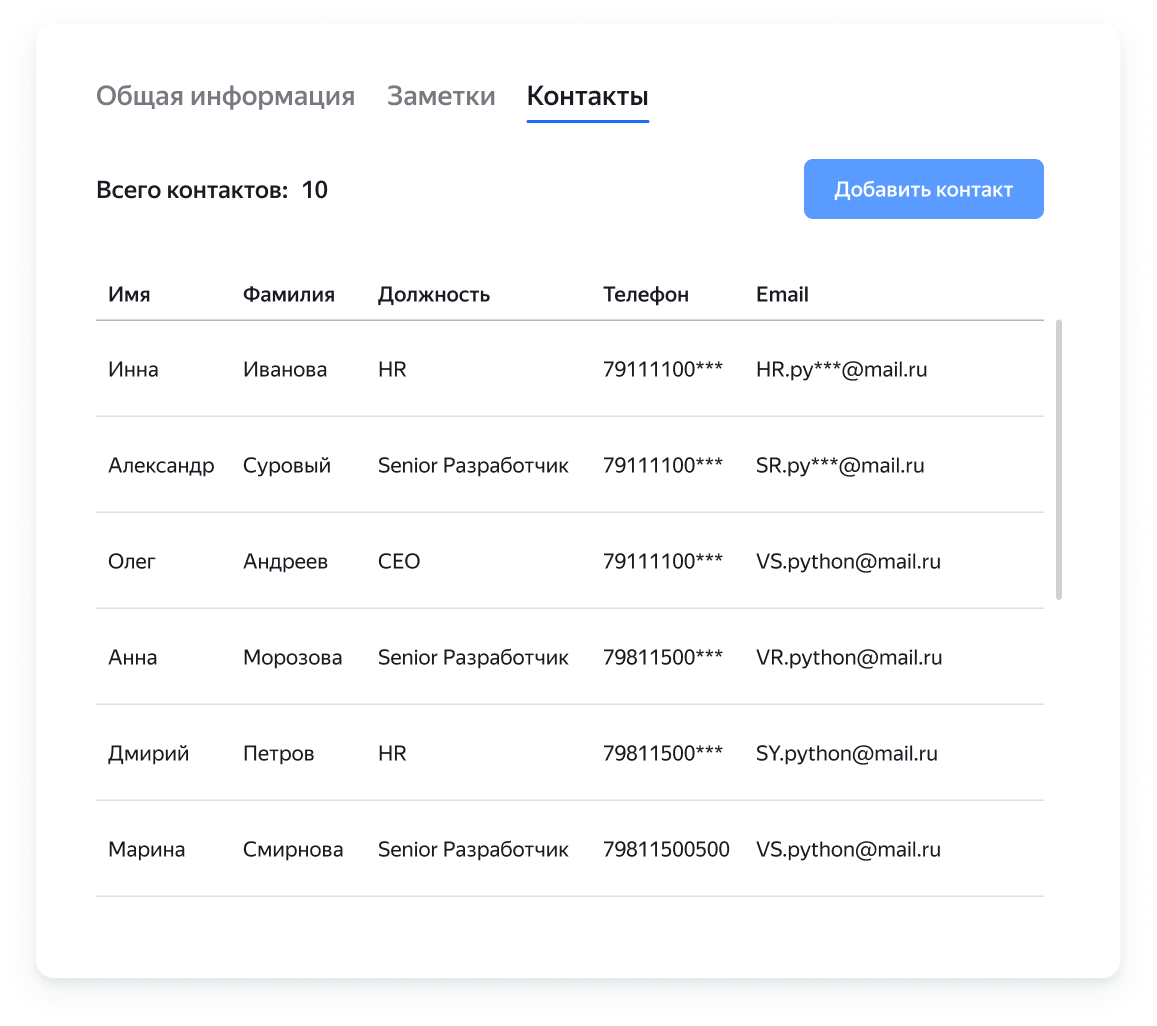 Общая информация Заметки Контакты
Всего контактов: 10 Добавить контакт
Имя Фамилия Должность Телефон Email
Инна Иванова HR 79111100*** HR.py***@mail.ru
Александр Суровый Senior Разработчик 79111100*** SR.py***@mail.ru
Олег Андреев CEO 79111100*** VS.python@mail.ru
Анна Морозова Senior Разработчик 79811500*** VR.python@mail.ru
Дмирий Петров HR 79811500*** SY.python@mail.ru
Марина Смирнова Senior Разработчик 79811500500 VS.python@mail.ru